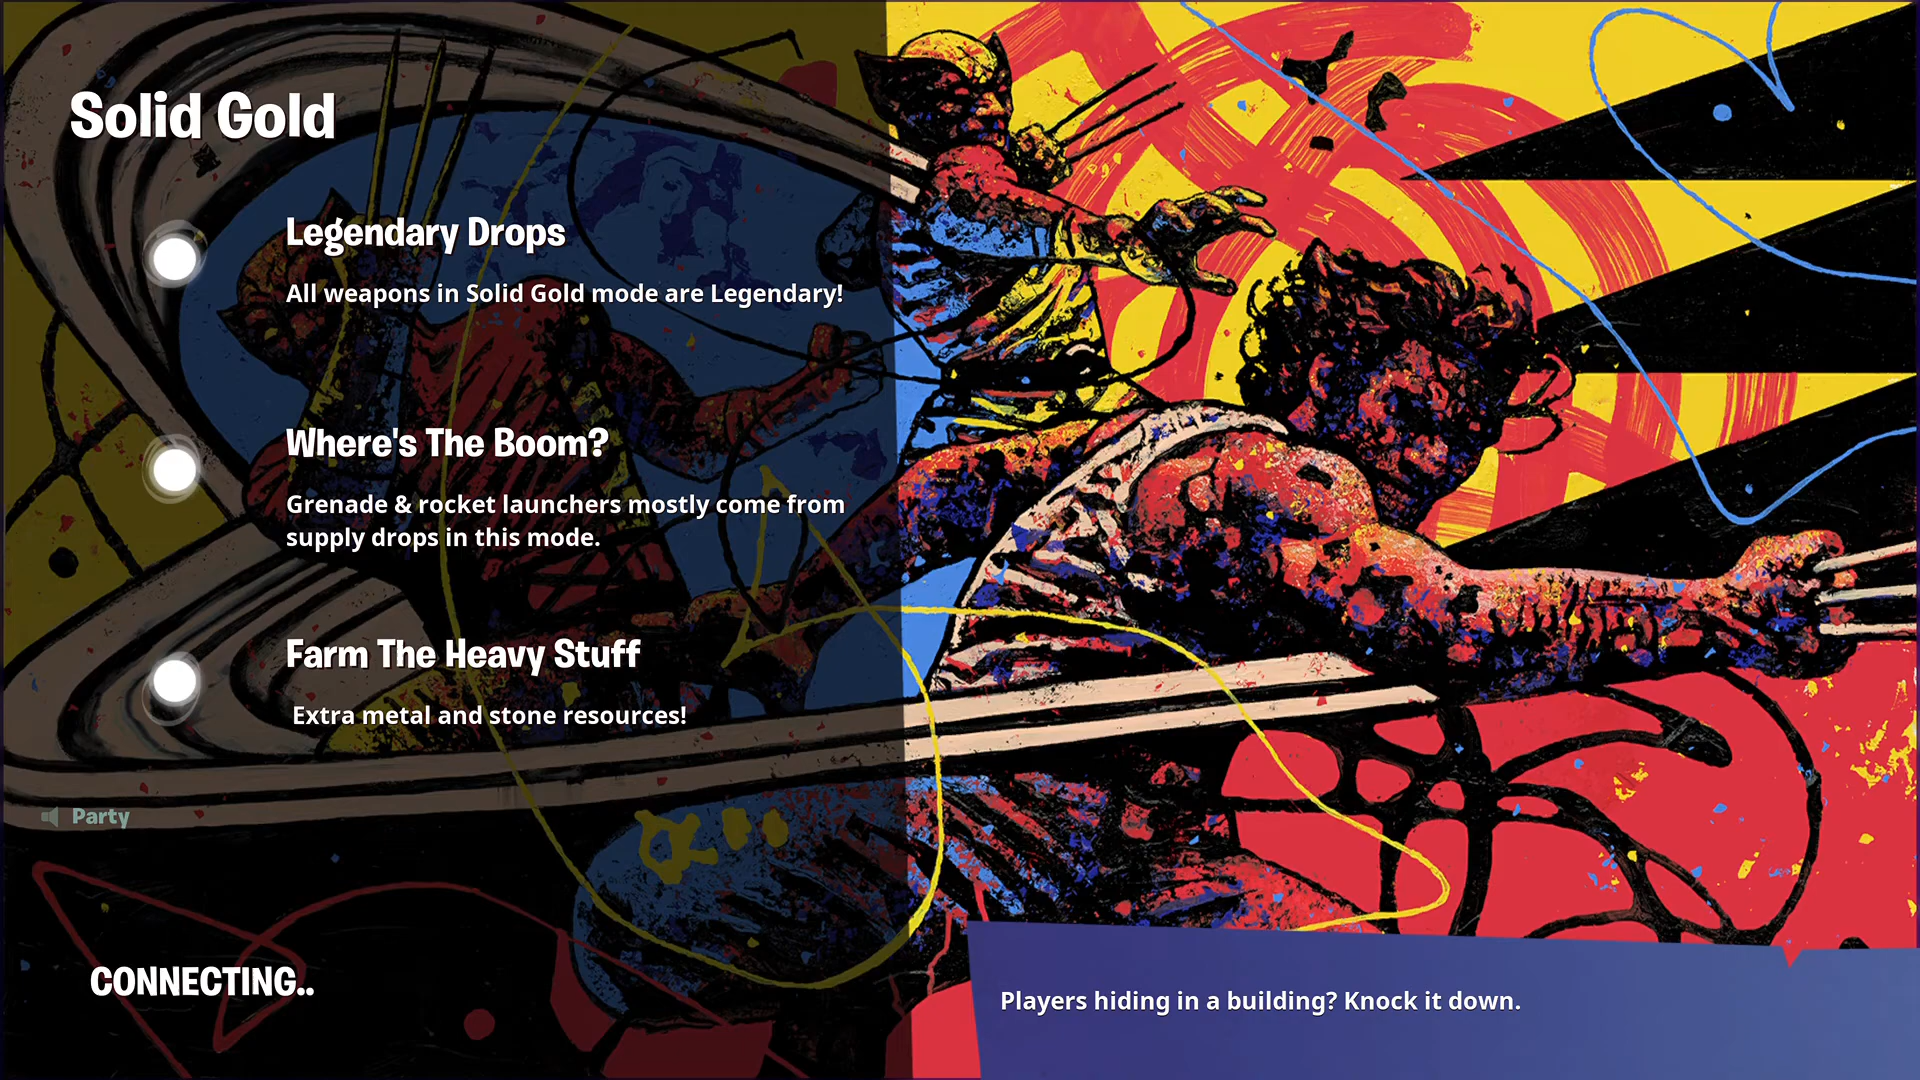 Solid Gold
Legendary Drops
All weapons in Solid Gold mode are Legendary!
Where's The Boom?
Grenade & rocket launchers mostly come from
supply drops in this mode.
Farm The Heavy Stuff
Extra metal and stone resources!
Party
CONNECTING..
Players hiding in a building? Knock it down.